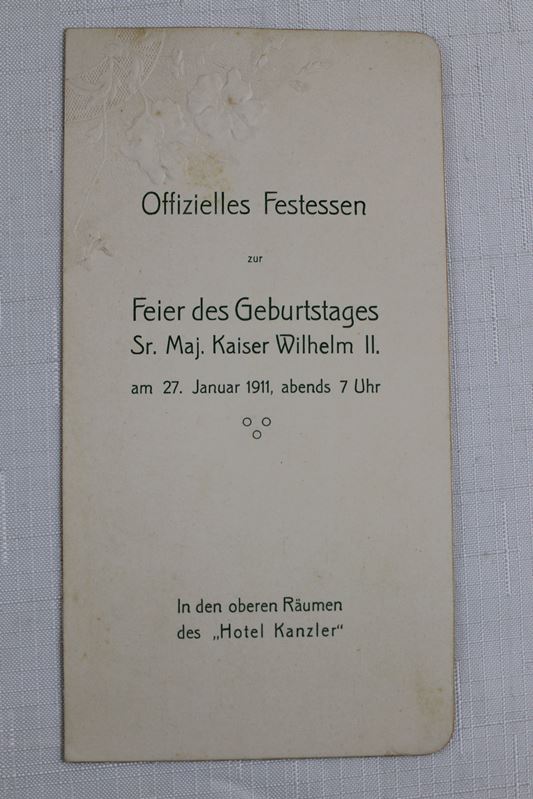 Offizielles Festessen
zur
Feier des Geburtstages
Sr. Maj. Kaiser Wilhelm II.
am 27. Januar 1911, abends 7 Uhr
In den oberen Räumen
des „Hotel Kanzler“